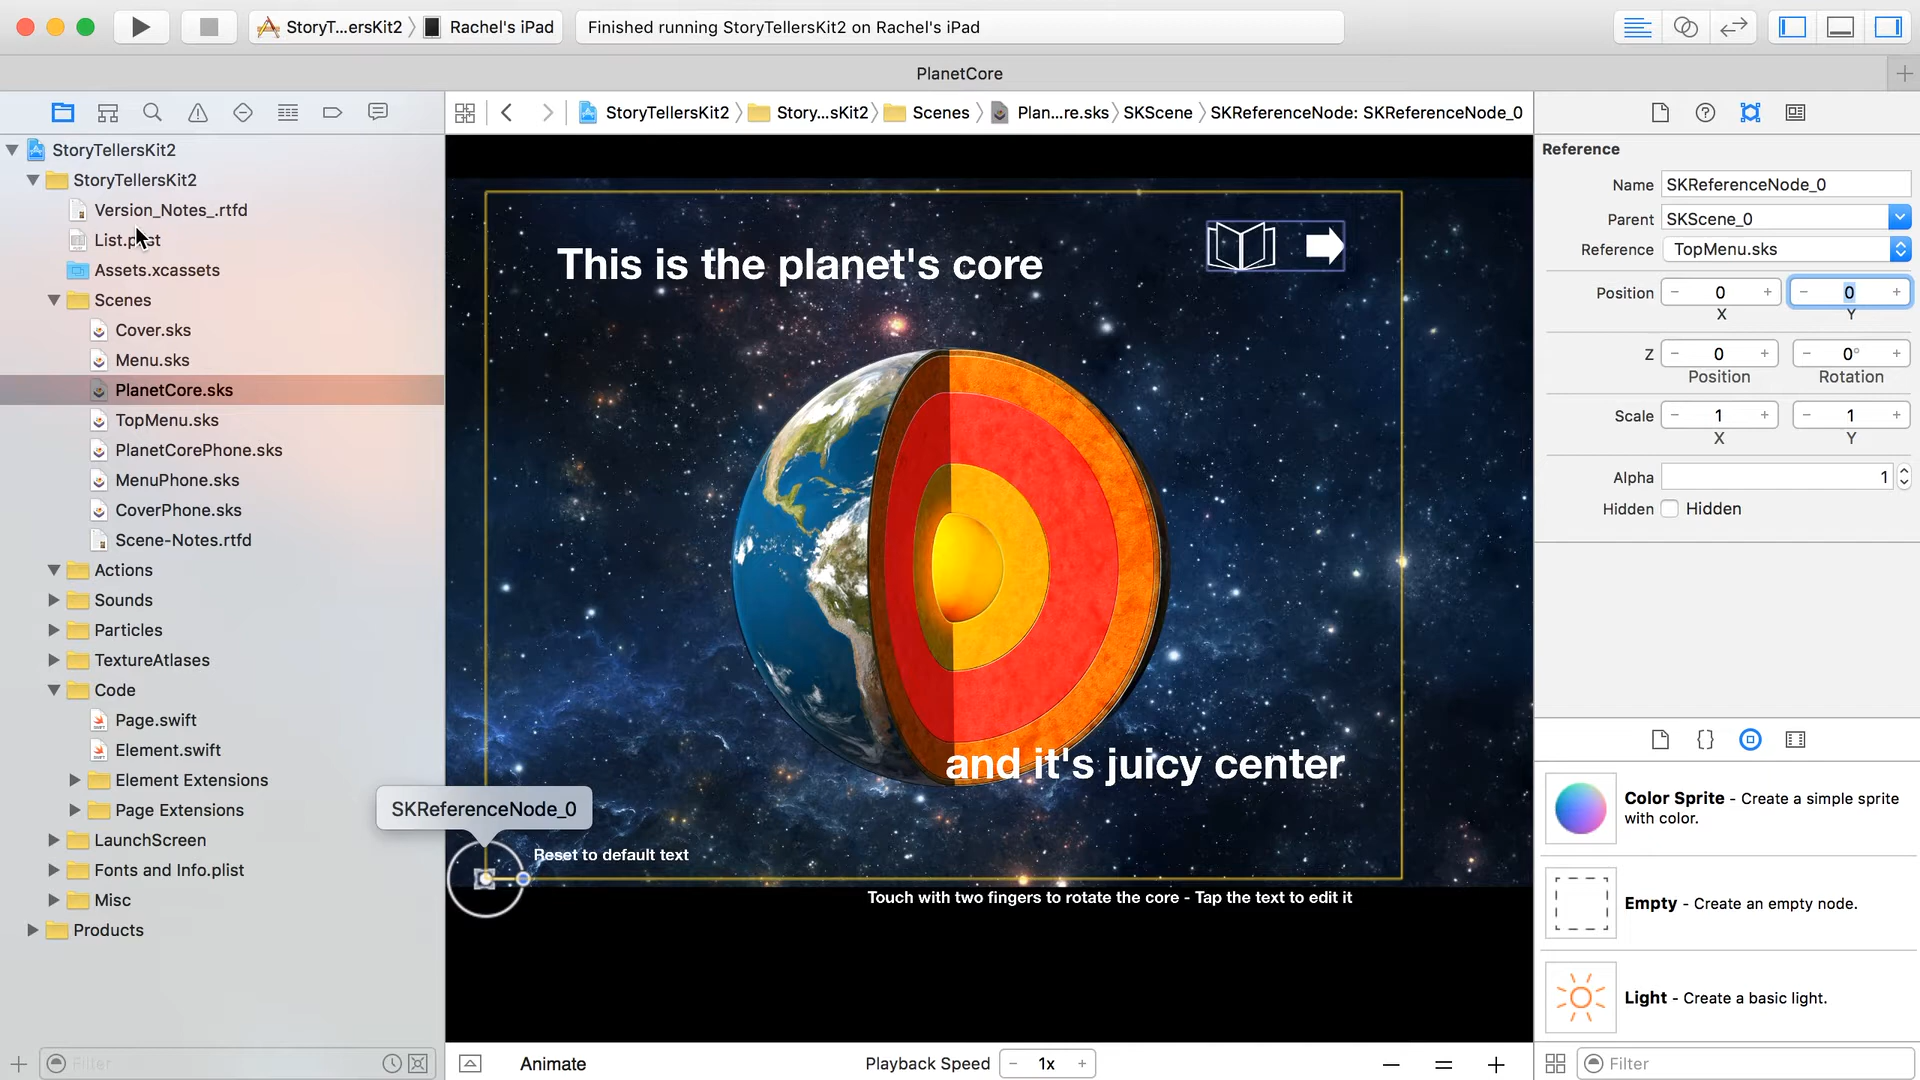 StoryT...ersKit2 Rachel's iPad
Finished running StoryTellersKit2 on Rachel's iPad
PlanetCore
StoryTellersKit2 Story...sKit2 Scenes Plan...re.sks SKScene SKReferenceNode: SKReferenceNode_0
StoryTellersKit2
StoryTellersKit2
Version_Notes_.rtfd
List.plist
Assets.xcassets
Scenes
Cover.sks
Menu.sks
PlanetCore.sks
TopMenu.sks
PlanetCorePhone.sks
MenuPhone.sks
CoverPhone.sks
Scene-Notes.rtfd
Actions
Sounds
Particles
TextureAtlases
Code
Page.swift
Element.swift
Element Extensions
Page Extensions
LaunchScreen
Fonts and Info.plist
Misc
Products
Filter
This is the planet's core
and it's juicy center
SKReferenceNode_0
Reset to default text
Touch with two fingers to rotate the core - Tap the text to edit it
Animate
Playback Speed - 1x +
Reference
Name SKReferenceNode_0
Parent SKScene_0
Reference TopMenu.sks
Position - 0 + - 0 +
X Y
Z - 0 + - 0° +
Position Rotation
Scale - 1 + - 1 +
X Y
Alpha 1
Hidden Hidden
Color Sprite - Create a simple sprite
with color.
Empty - Create an empty node.
Light - Create a basic light.
Filter